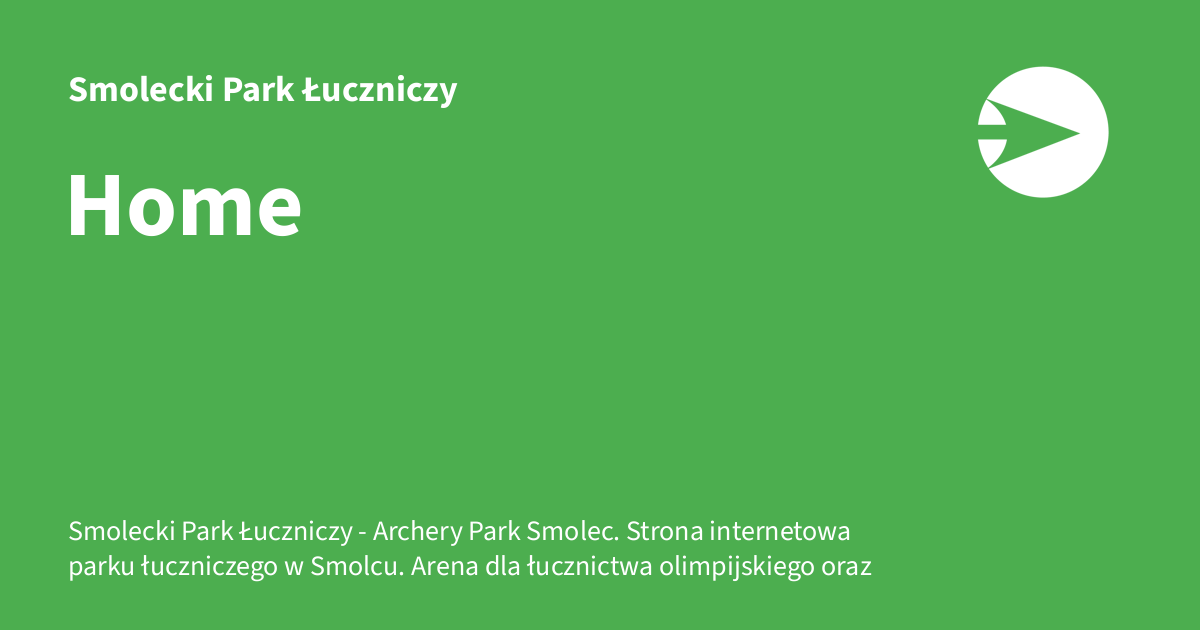 Smolecki Park Łuczniczy
Home
Smolecki Park Łuczniczy - Archery Park Smolec. Strona internetowa
parku łuczniczego w Smolcu. Arena dla łucznictwa olimpijskiego oraz